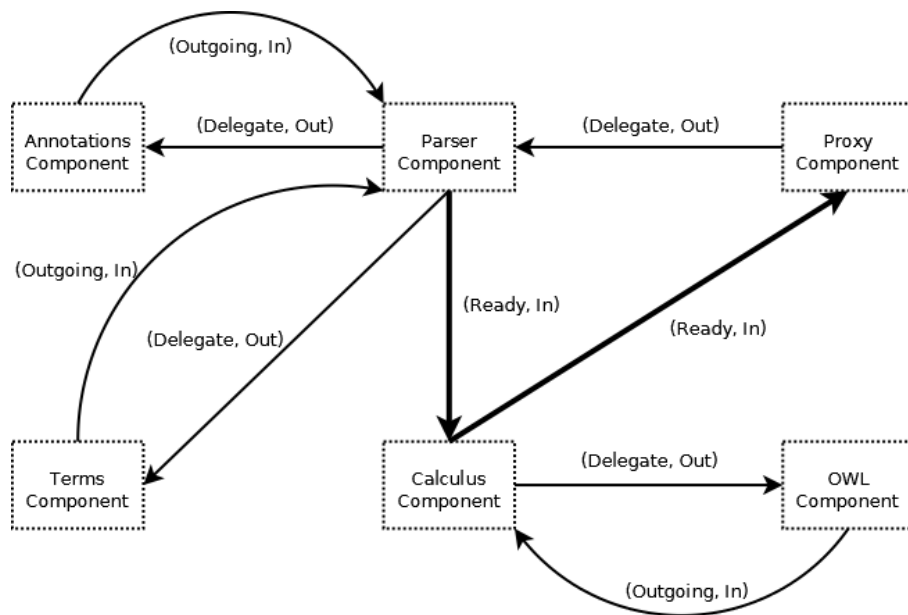 (Outgoing, In)
Annotations
Component
(Delegate, Out)
Parser
Component
(Delegate, Out)
Proxy
Component
(Outgoing, In)
(Delegate, Out)
(Ready, In)
(Ready, In)
Terms
Component
Calculus
Component
(Delegate, Out)
OWL
Component
(Outgoing, In)